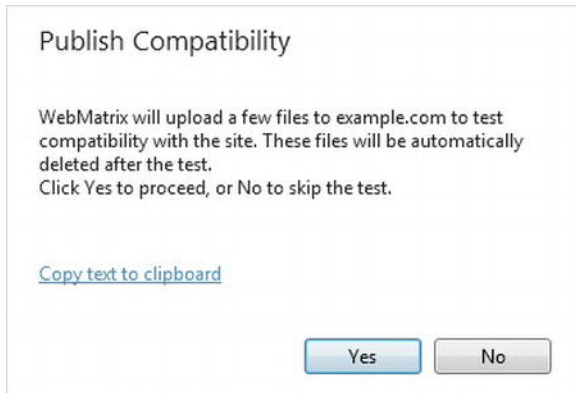 Publish Compatibility
WebMatrix will upload a few files to example.com to test
compatibility with the site. These files will be automatically
deleted after the test.
Click Yes to proceed, or No to skip the test.
Copy text to clipboard
Yes No